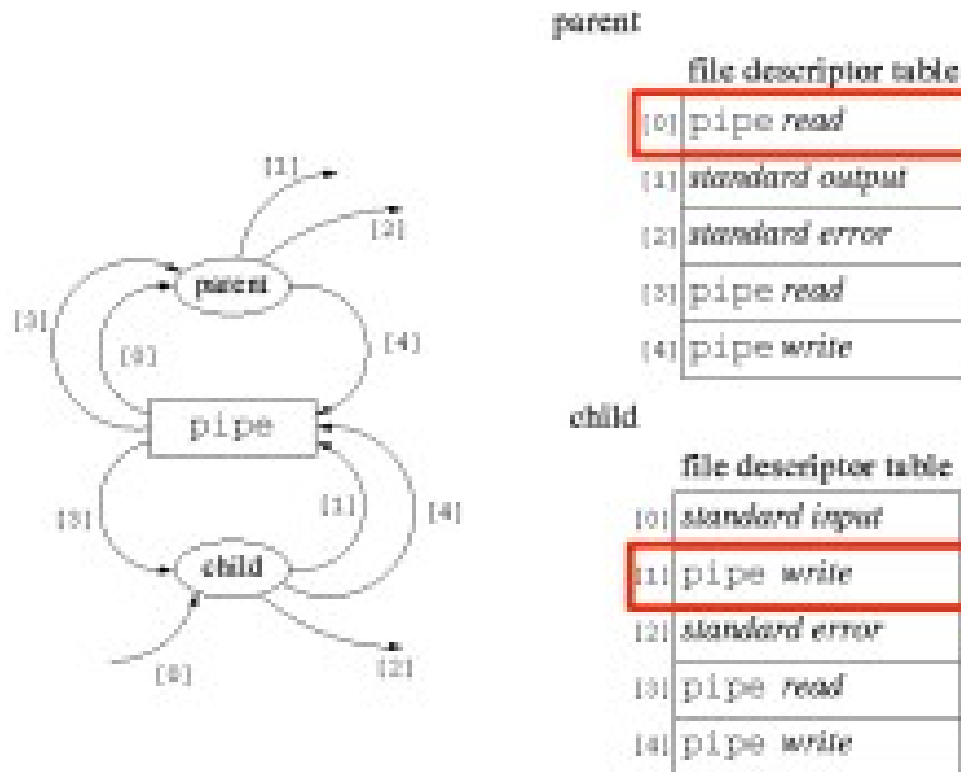 parent
file descriptor table
[0] pipe read
[1] standard output
[2] standard error
[3] pipe read
[4] pipe write
child
file descriptor table
[0] standard input
[1] pipe write
[2] standard error
[3] pipe read
[4] pipe write
[1]
[2]
parent
[3]
[0]
[4]
pipe
[3]
[1]
[4]
child
[0]
[2]